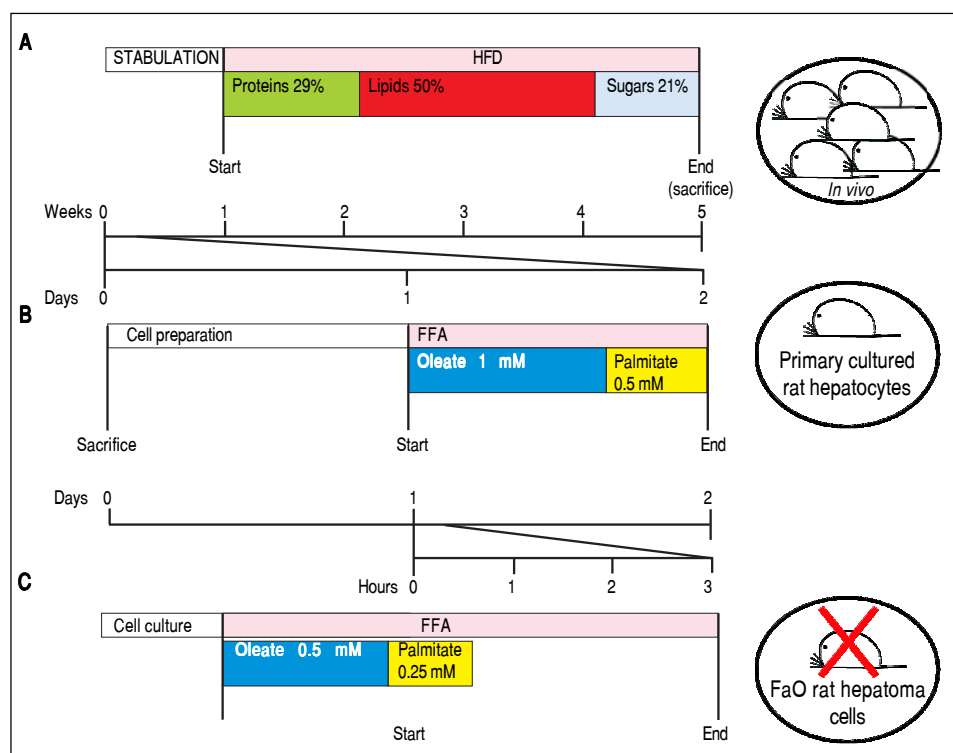 A
STABULATION
HFD
Proteins 29%
Lipids 50%
Sugars 21%
Start
End
(sacrifice)
In vivo
Weeks 0 1 2 3 4 5
0 1 2
Days
B
Cell preparation
FFA
Oleate 1 mM
Palmitate
0.5 mM
Primary cultured
rat hepatocytes
Sacrifice
Start
End
Days 0 1 2
Hours 0 1 2 3
C
Cell culture
FFA
Oleate 0.5 mM
Palmitate
0.25 mM
FaO rat hepatoma
cells
Start
End